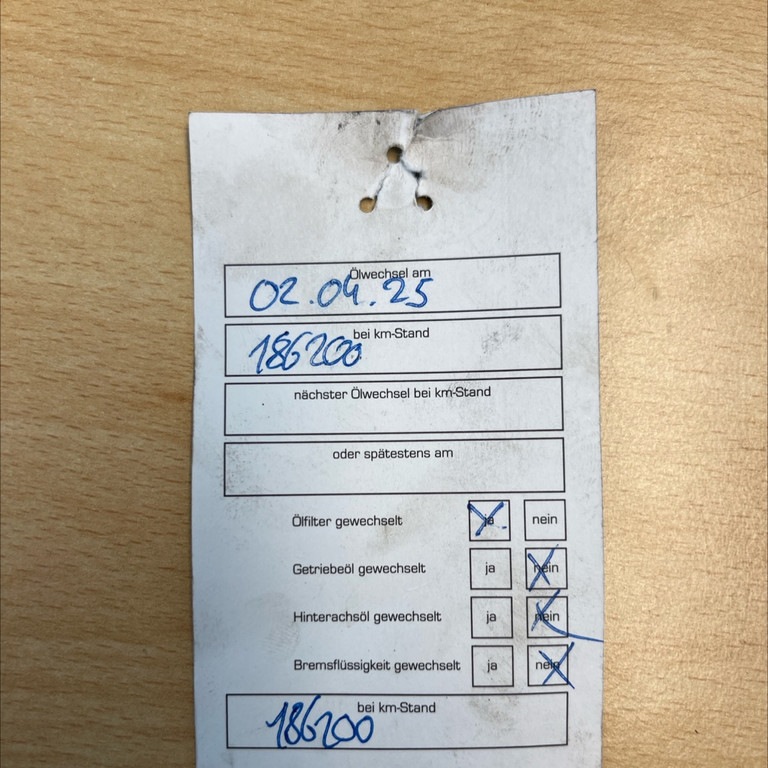 Ölwechsel am
02.04.25
bei km-Stand
186200
nächster Ölwechsel bei km-Stand
oder spätestens am
Ölfilter gewechselt ja nein
Getriebeöl gewechselt ja nein
Hinterachsöl gewechselt ja nein
Bremsflüssigkeit gewechselt ja nein
bei km-Stand
186200